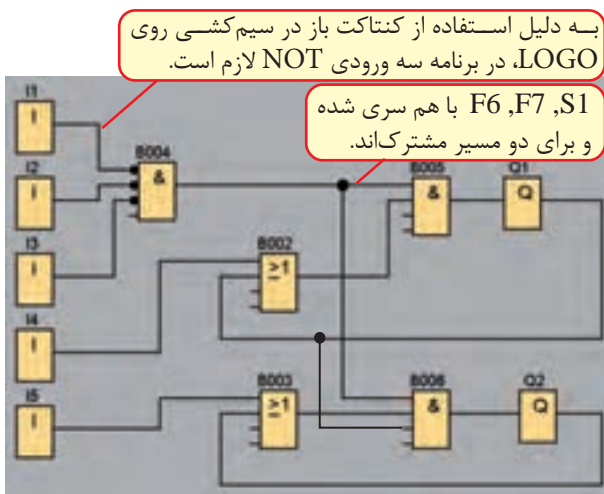 به دلیل استفاده از کنتاکت باز در سیم‌کشی روی
LOGO، در برنامه سه ورودی NOT لازم است.
F6 ,F7 ,S1 با هم سری شده
و برای دو مسیر مشترک‌اند.
I1
I
I2
I
I3
I
I4
I
I5
I
B004
&
B002
≥1
B005
&
Q1
Q
B003
≥1
B006
&
Q2
Q